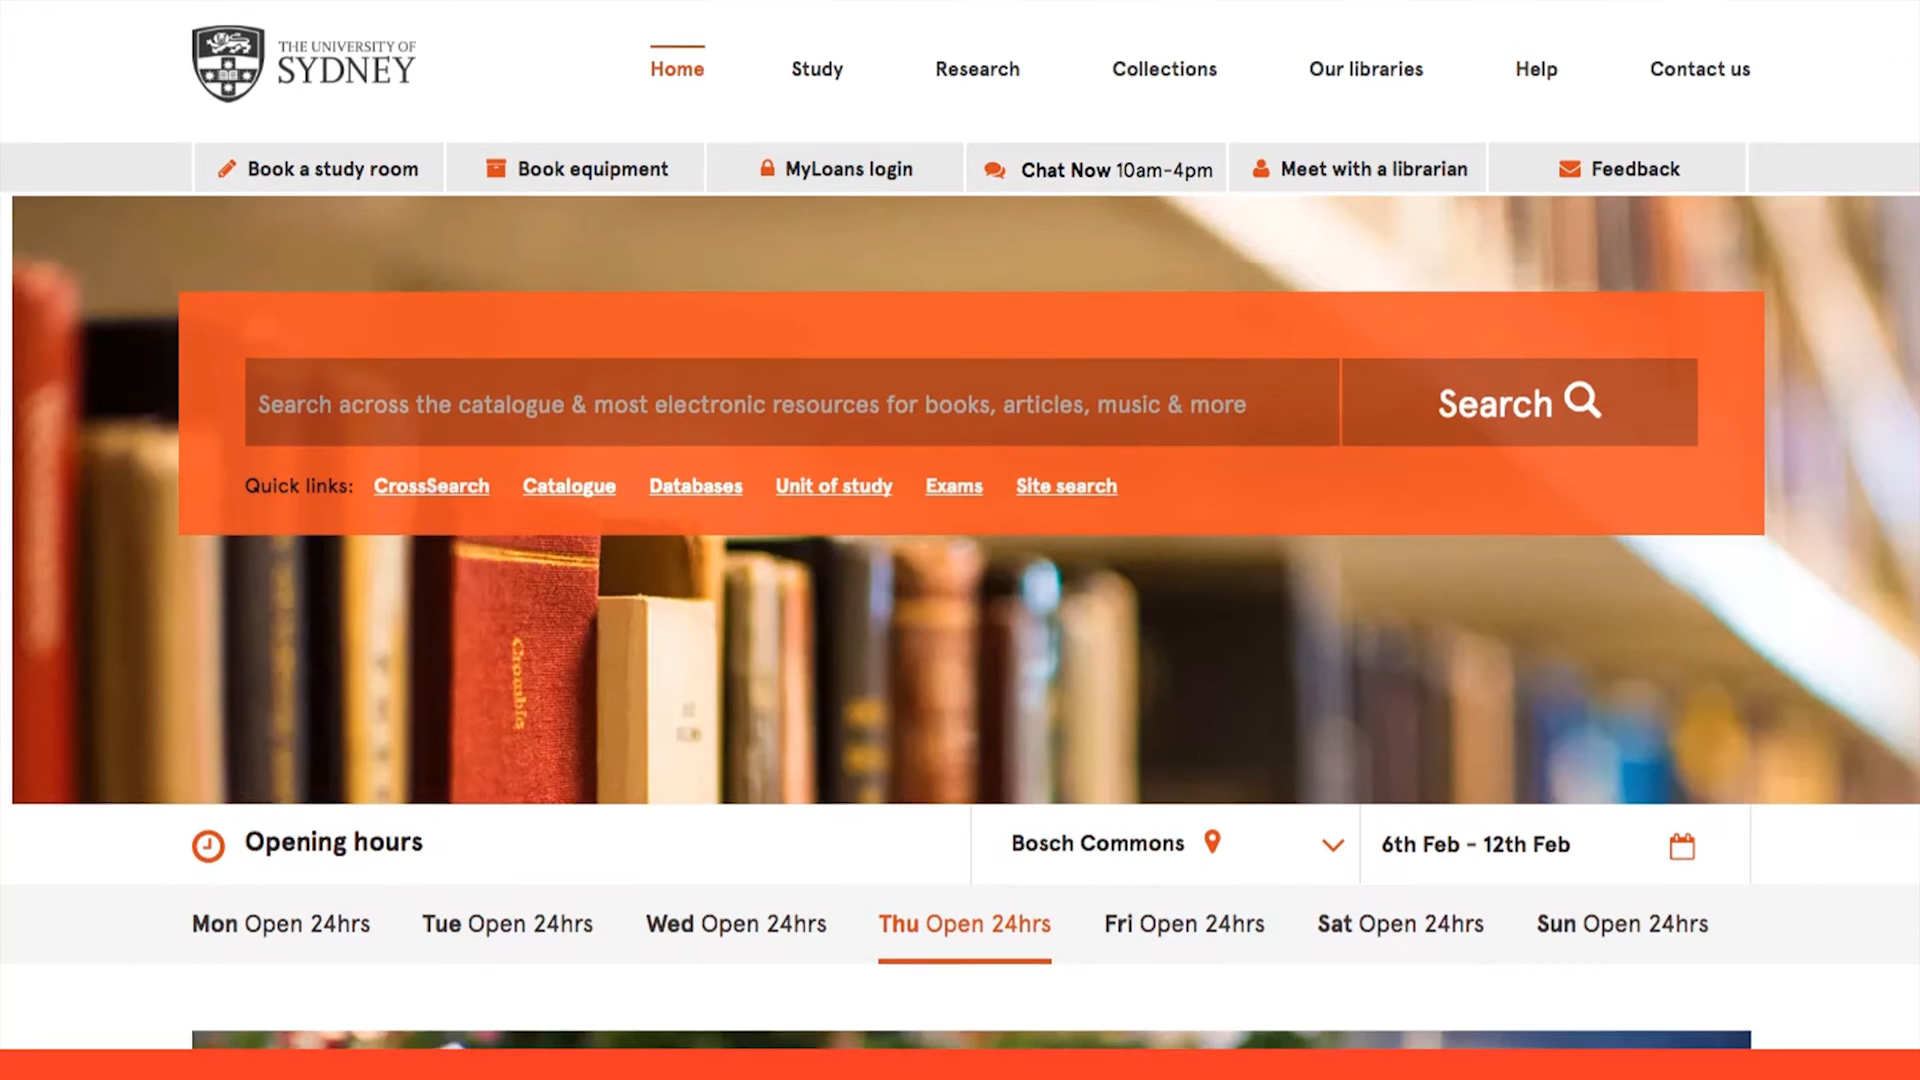 THE UNIVERSITY OF
SYDNEY
Home Study Research Collections Our libraries Help Contact us
Book a study room Book equipment MyLoans login Chat Now 10am-4pm Meet with a librarian Feedback
Search across the catalogue & most electronic resources for books, articles, music & more
Search
Quick links: CrossSearch Catalogue Databases Unit of study Exams Site search
Crombie
Opening hours
Bosch Commons
6th Feb - 12th Feb
Mon Open 24hrs Tue Open 24hrs Wed Open 24hrs Thu Open 24hrs Fri Open 24hrs Sat Open 24hrs Sun Open 24hrs